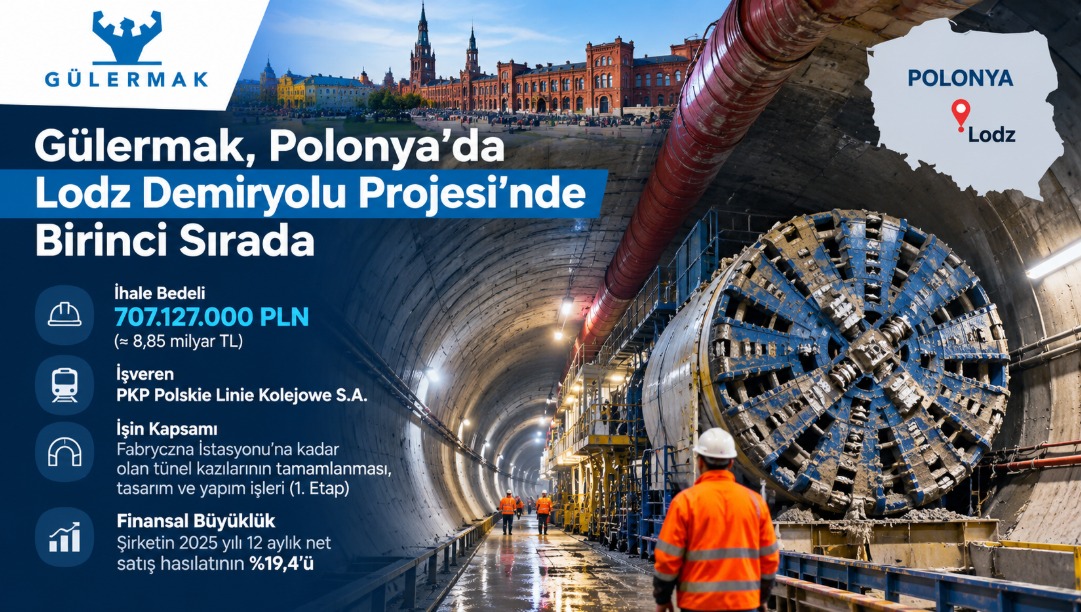 GÜLERMAK
POLONYA
Lodz
Gülermak, Polonya’da
Lodz Demiryolu Projesi’nde
Birinci Sırada
İhale Bedeli
707.127.000 PLN
(≈ 8,85 milyar TL)
İşveren
PKP Polskie Linie Kolejowe S.A.
İşin Kapsamı
Fabryczna İstasyonu’na kadar
olan tünel kazılarının tamamlanması,
tasarım ve yapım işleri (1. Etap)
Finansal Büyüklük
Şirketin 2025 yılı 12 aylık net
satış hasılatının %19,4’ü